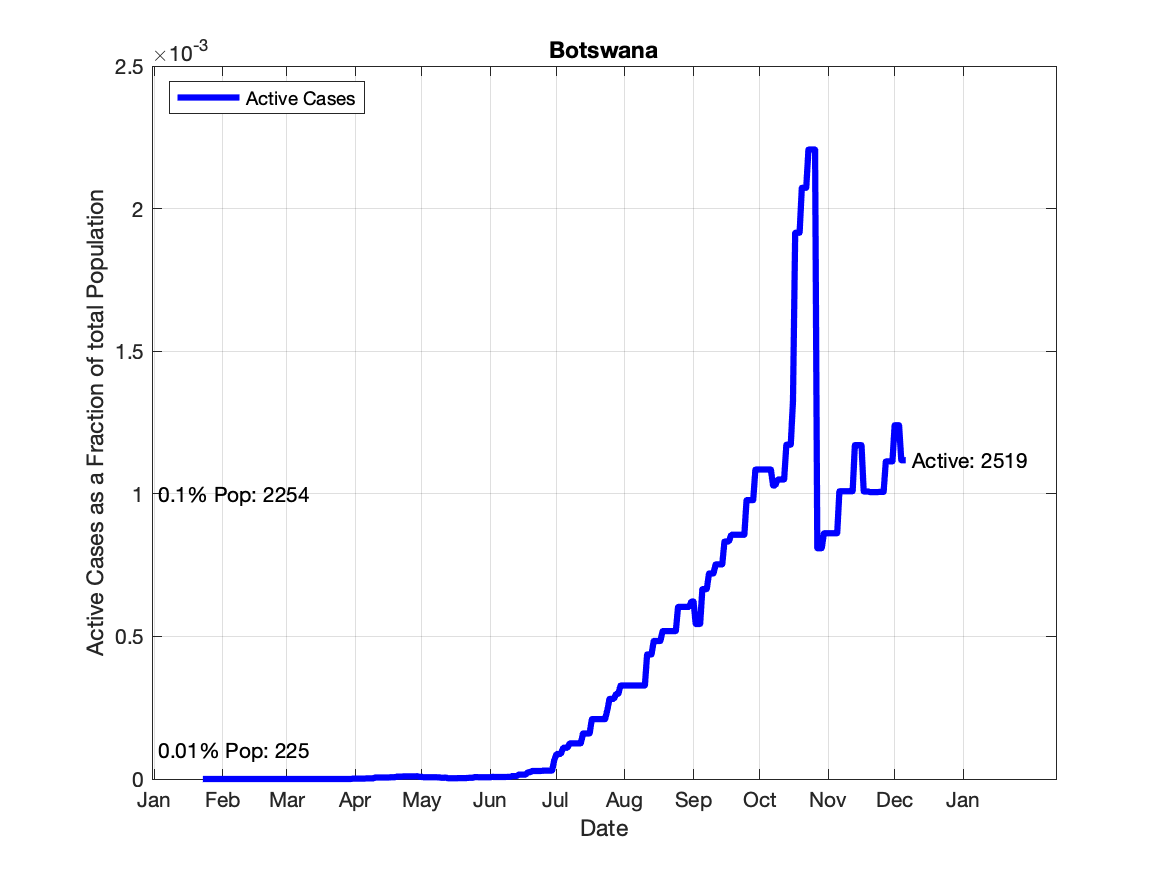 Botswana
×10-3
Active Cases
2.5
2
1.5
1
0.5
0
Active Cases as a Fraction of total Population
0.1% Pop: 2254
0.01% Pop: 225
Active: 2519
Jan Feb Mar Apr May Jun Jul Aug Sep Oct Nov Dec Jan
Date